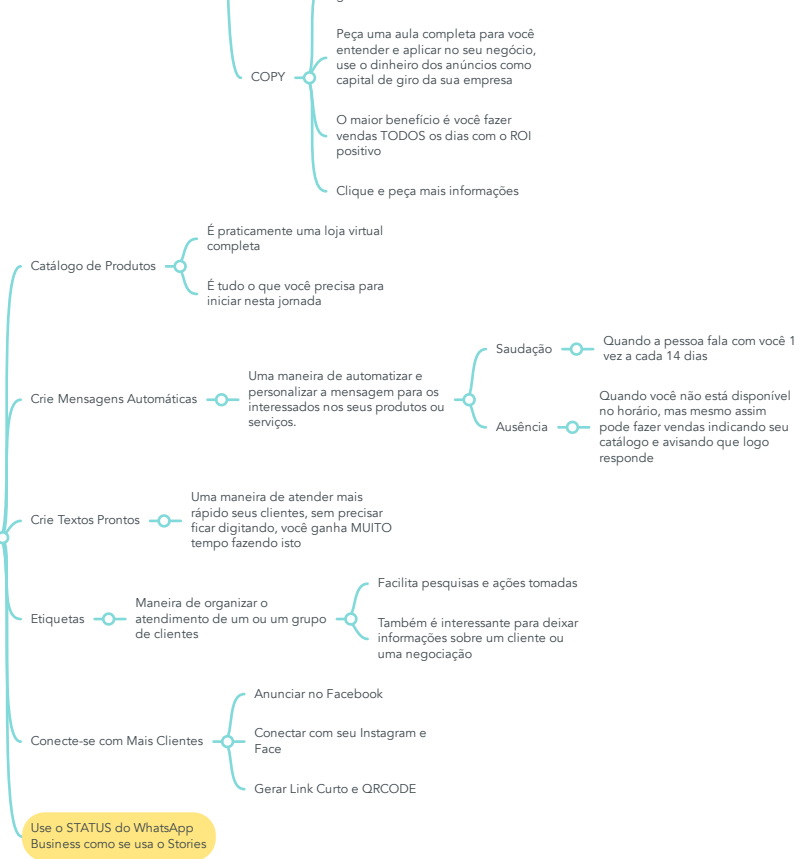 Peça uma aula completa para você
entender e aplicar no seu negócio,
use o dinheiro dos anúncios como
capital de giro da sua empresa
COPY
O maior benefício é você fazer
vendas TODOS os dias com o ROI
positivo
Clique e peça mais informações
Catálogo de Produtos
É praticamente uma loja virtual
completa
É tudo o que você precisa para
iniciar nesta jornada
Crie Mensagens Automáticas
Uma maneira de automatizar e
personalizar a mensagem para os
interessados nos seus produtos ou
serviços.
Saudação
Quando a pessoa fala com você 1
vez a cada 14 dias
Ausência
Quando você não está disponível
no horário, mas mesmo assim
pode fazer vendas indicando seu
catálogo e avisando que logo
responde
Crie Textos Prontos
Uma maneira de atender mais
rápido seus clientes, sem precisar
ficar digitando, você ganha MUITO
tempo fazendo isto
Etiquetas
Maneira de organizar o
atendimento de um ou um grupo
de clientes
Facilita pesquisas e ações tomadas
Também é interessante para deixar
informações sobre um cliente ou
uma negociação
Conecte-se com Mais Clientes
Anunciar no Facebook
Conectar com seu Instagram e
Face
Gerar Link Curto e QRCODE
Use o STATUS do WhatsApp
Business como se usa o Stories